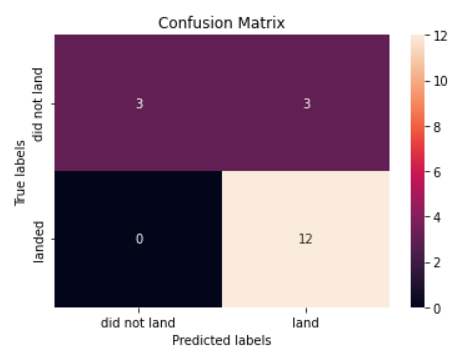 Confusion Matrix
True labels
did not land
landed
3
3
0
12
did not land
land
Predicted labels
12
10
8
6
4
2
0